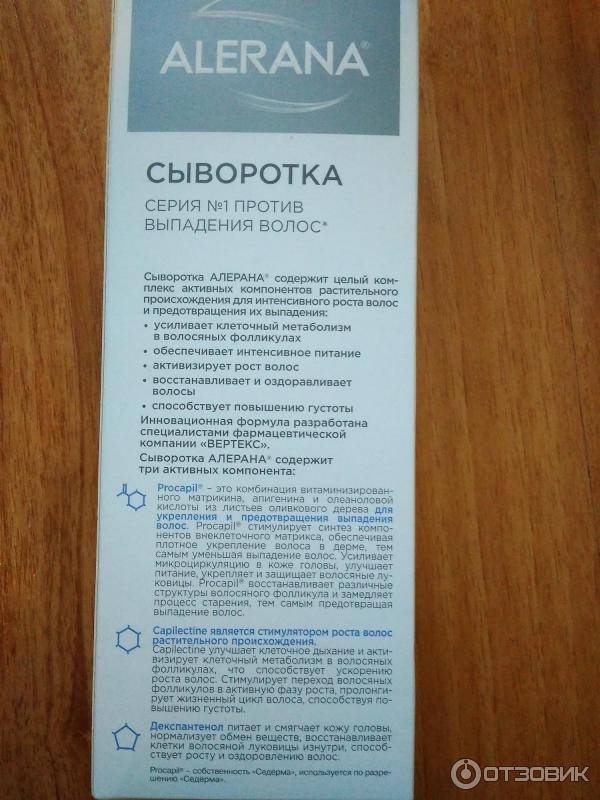 ALERANA®
СЫВОРОТКА
СЕРИЯ №1 ПРОТИВ
ВЫПАДЕНИЯ ВОЛОС*
Сыворотка АЛЕРАНА® содержит целый ком-
плекс активных компонентов растительного
происхождения для интенсивного роста волос
и предотвращения их выпадения:
• усиливает клеточный метаболизм
в волосяных фолликулах
• обеспечивает интенсивное питание
• активизирует рост волос
• восстанавливает и оздоравливает
волосы
• способствует повышению густоты
Инновационная формула разработана
специалистами фармацевтической
компании «ВЕРТЕКС».
Сыворотка АЛЕРАНА® содержит
три активных компонента:
Procapil® – это комбинация витаминизирован-
ного матрикина, апигенина и олеаноловой
кислоты из листьев оливкового дерева для
укрепления и предотвращения выпадения
волос. Procapil® стимулирует синтез компо-
нентов внеклеточного матрикса, обеспечивая
плотное укрепление волоса в дерме, тем
самым уменьшая выпадение волос. Усиливает
микроциркуляцию в коже головы, улучшает
питание, укрепляет и защищает волосяные лу-
ковицы. Procapil® восстанавливает различные
структуры волосяного фолликула и замедляет
процесс старения, тем самым предотвращая
выпадение волос.
Capilectine является стимулятором роста волос
растительного происхождения.
Capilectine улучшает клеточное дыхание и акти-
визирует клеточный метаболизм в волосяных
фолликулах, что способствует ускорению
роста волос. Стимулирует переход волосяных
фолликулов в активную фазу роста, пролонги-
рует жизненный цикл волоса, способствуя по-
вышению густоты.
Декспантенол питает и смягчает кожу головы,
нормализует обмен веществ, восстанавливает
клетки волосяной луковицы изнутри, способ-
ствует росту и оздоровлению волос.
Procapil® – собственность «Седерма», используется по разре-
шению «Седерма».
ОТЗОВИК